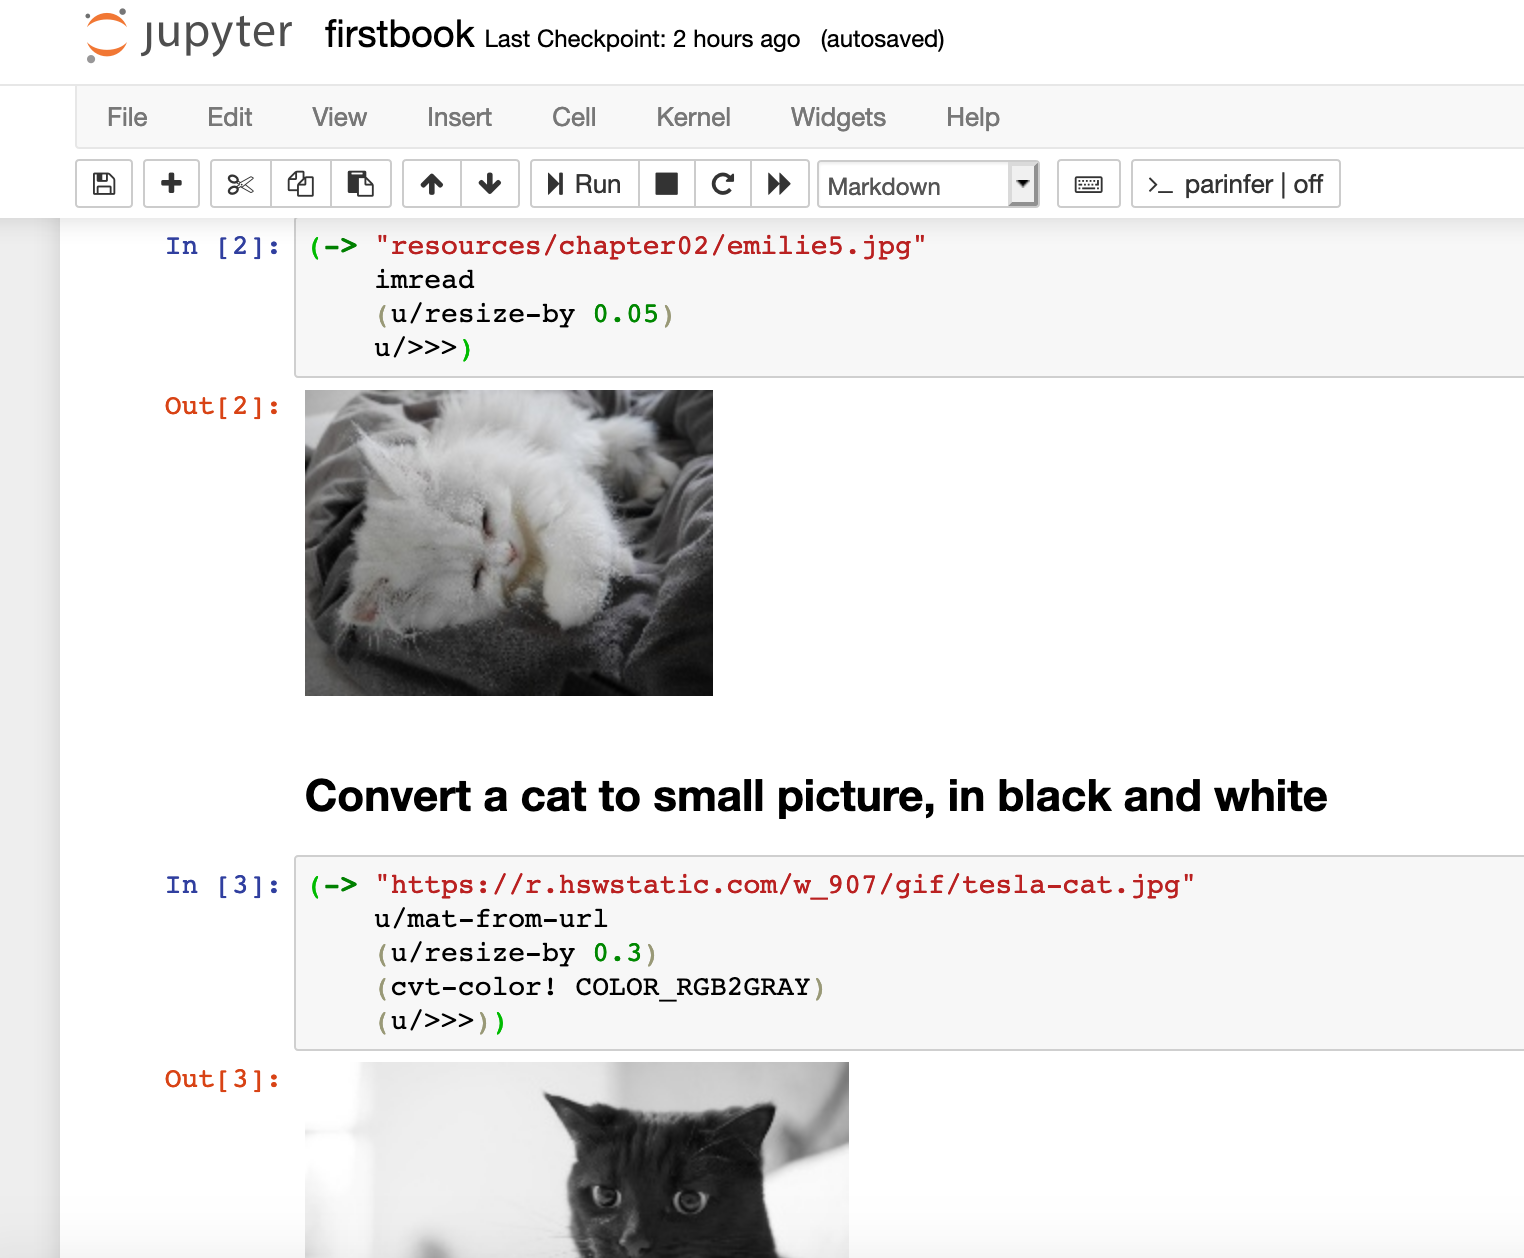 jupyter firstbook Last Checkpoint: 2 hours ago (autosaved)
File Edit View Insert Cell Kernel Widgets Help
Run Markdown >_ parinfer | off
In [2]: (-> "resources/chapter02/emilie5.jpg"
imread
(u/resize-by 0.05)
u/>>>)
Out[2]:
Convert a cat to small picture, in black and white
In [3]: (-> "https://r.hswstatic.com/w_907/gif/tesla-cat.jpg"
u/mat-from-url
(u/resize-by 0.3)
(cvt-color! COLOR_RGB2GRAY)
(u/>>>))
Out[3]: